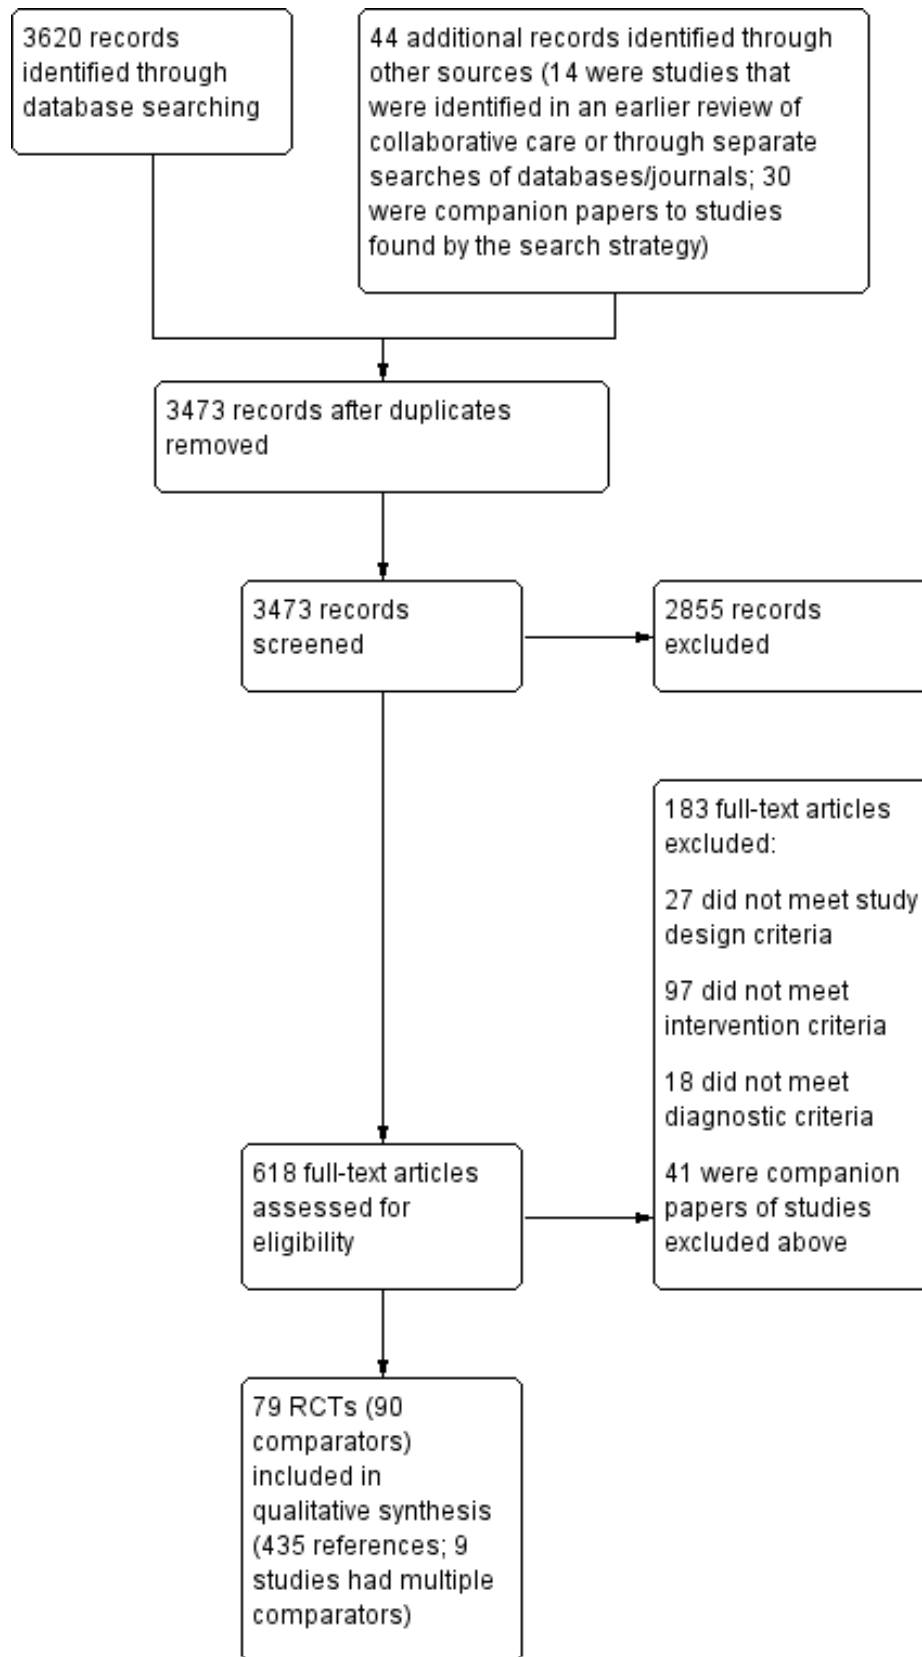 3620 records
identified through
database searching
44 additional records identified through
other sources (14 were studies that
were identified in an earlier review of
collaborative care or through separate
searches of databases/journals; 30
were companion papers to studies
found by the search strategy)
3473 records after duplicates
removed
3473 records
screened
2855 records
excluded
183 full-text articles
excluded:
27 did not meet study
design criteria
97 did not meet
intervention criteria
18 did not meet
diagnostic criteria
41 were companion
papers of studies
excluded above
618 full-text articles
assessed for
eligibility
79 RCTs (90
comparators)
included in
qualitative synthesis
(435 references; 9
studies had multiple
comparators)